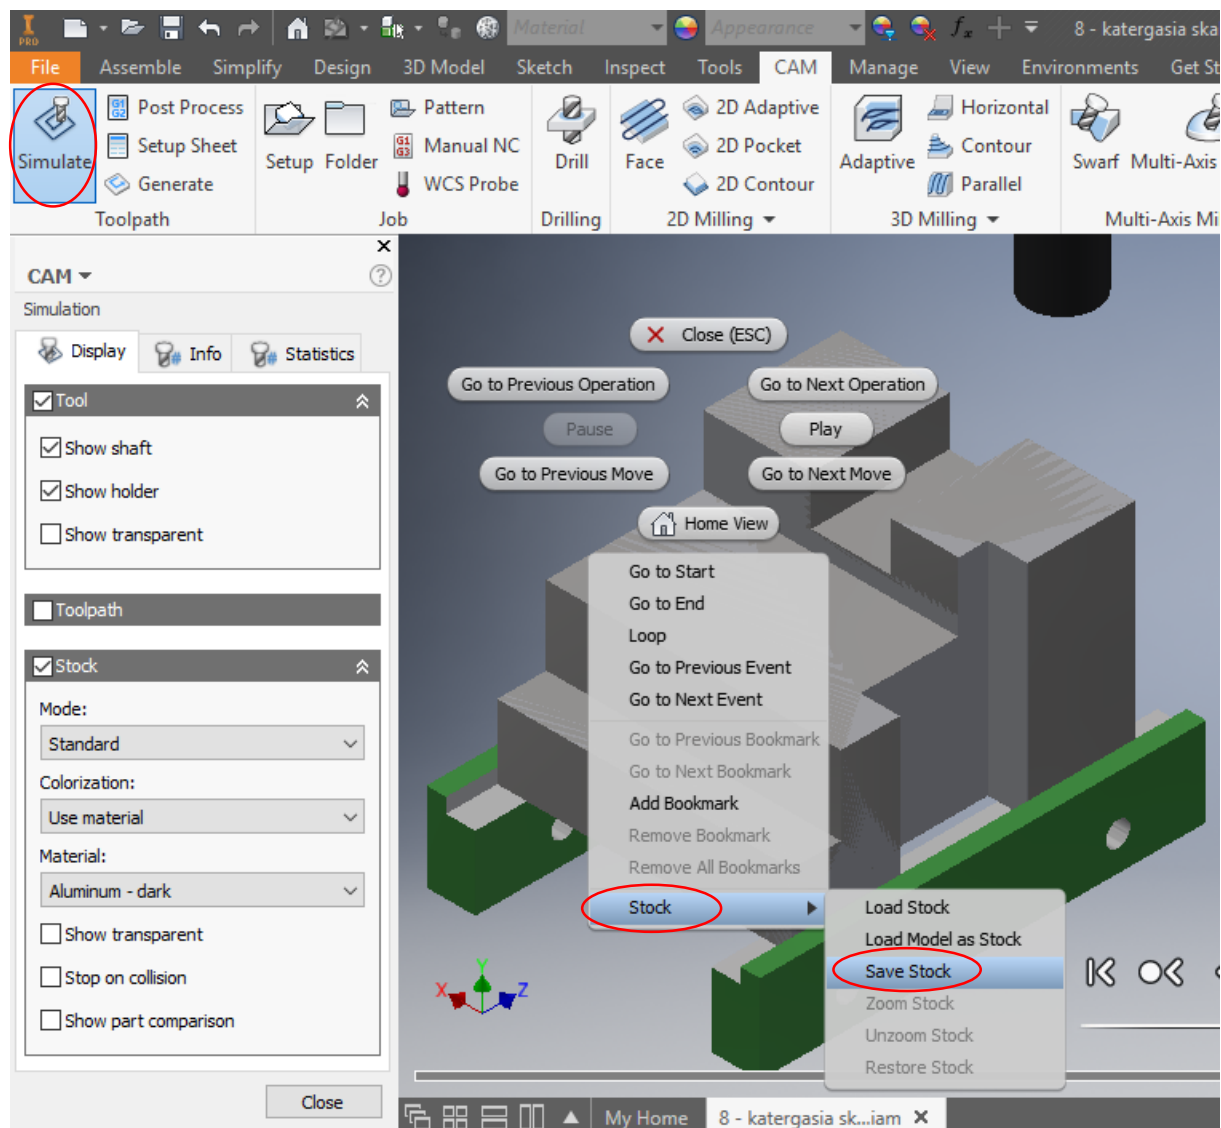 PRO
Material
Appearance
fx
8 - katergasia ska
File Assemble Simplify Design 3D Model Sketch Inspect Tools CAM Manage View Environments Get St
Simulate
G1 G2 Post Process
Setup Sheet
Generate
Toolpath
Setup Folder
Pattern
G1 G3 Manual NC
WCS Probe
Job
Drill
Drilling
Face
2D Adaptive
2D Pocket
2D Contour
2D Milling
Adaptive
Horizontal
Contour
Parallel
3D Milling
Swarf Multi-Axis
Multi-Axis Mi
CAM
?
Simulation
Display # Info # Statistics
Tool
Show shaft
Show holder
Show transparent
Toolpath
Stock
Mode:
Standard
Colorization:
Use material
Material:
Aluminum - dark
Show transparent
Stop on collision
Show part comparison
Close
Close (ESC)
Go to Previous Operation Go to Next Operation
Pause Play
Go to Previous Move Go to Next Move
Home View
Go to Start
Go to End
Loop
Go to Previous Event
Go to Next Event
Go to Previous Bookmark
Go to Next Bookmark
Add Bookmark
Remove Bookmark
Remove All Bookmarks
Stock
Load Stock
Load Model as Stock
Save Stock
Zoom Stock
Unzoom Stock
Restore Stock
Y
X Z
My Home 8 - katergasia sk...iam